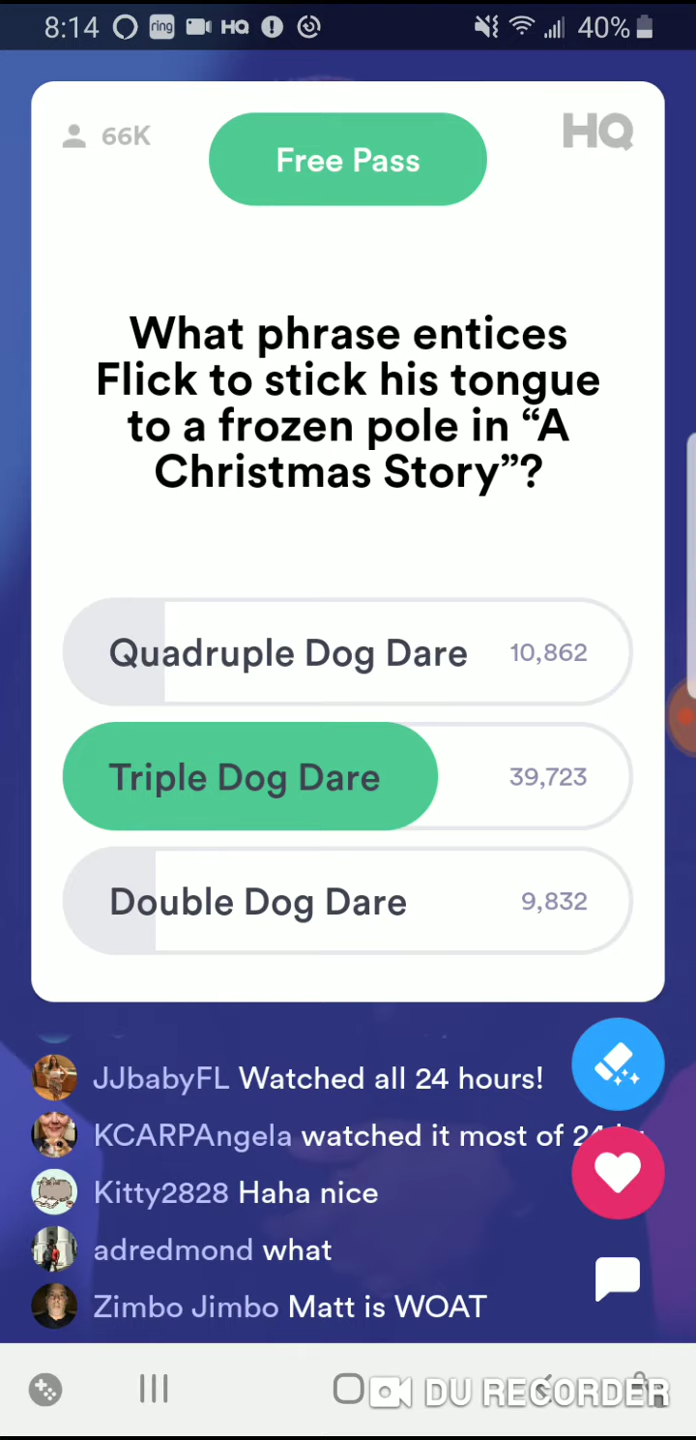 8:14 ring HQ 40%
66K Free Pass HQ
What phrase entices
Flick to stick his tongue
to a frozen pole in “A
Christmas Story”?
Quadruple Dog Dare 10,862
Triple Dog Dare 39,723
Double Dog Dare 9,832
JJbabyFL Watched all 24 hours!
KCARPAngela watched it most of
Kitty2828 Haha nice
adredmond what
Zimbo Jimbo Matt is WOAT
DU RECORDER